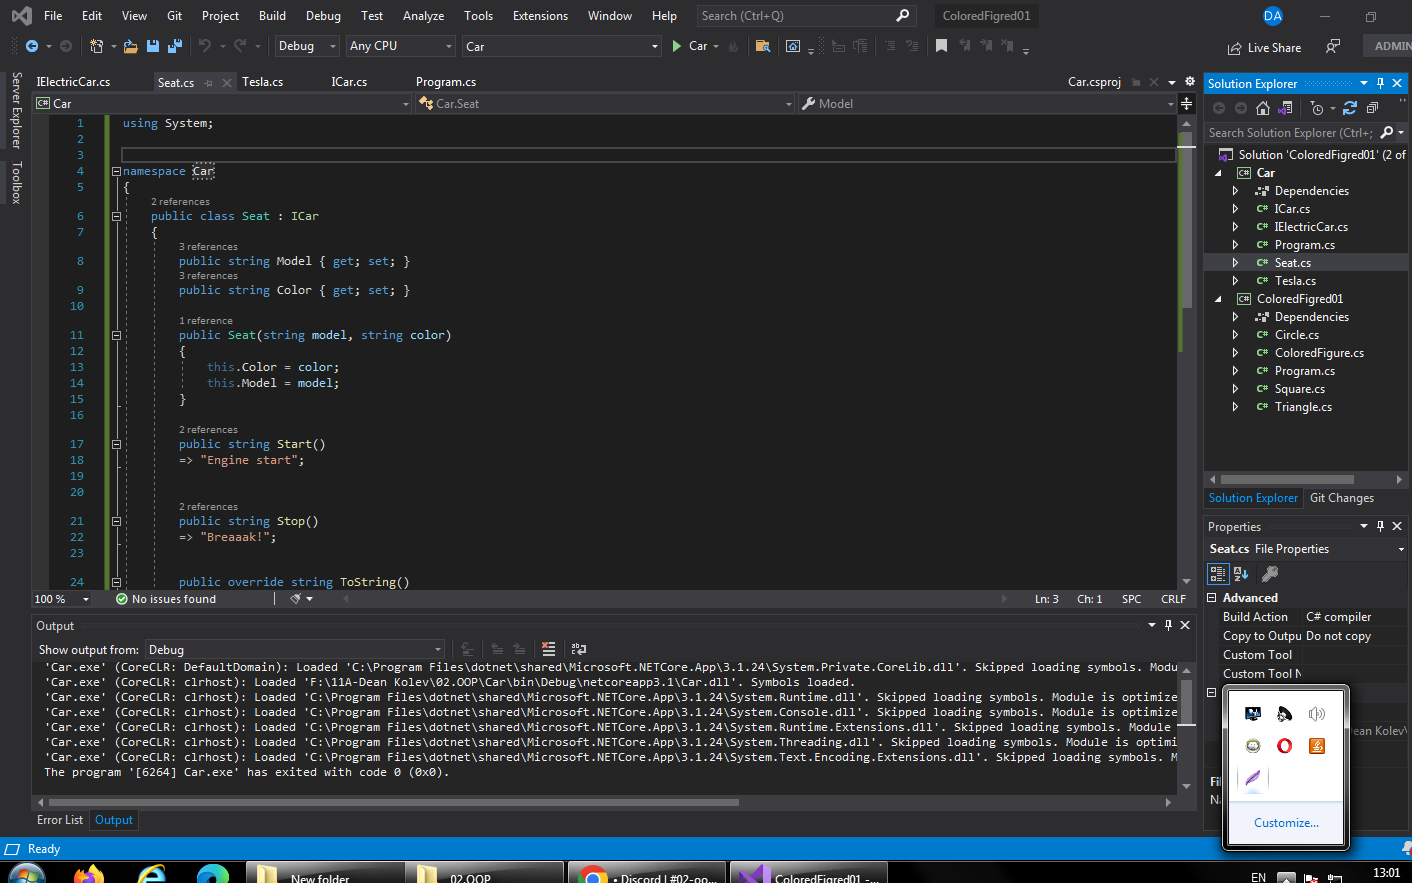 File Edit View Git Project Build Debug Test Analyze Tools Extensions Window Help Search (Ctrl+Q) ColoredFigred01 DA
Debug Any CPU Car Car Live Share ADMIN
IElectricCar.cs Seat.cs Tesla.cs ICar.cs Program.cs Car.csproj
Car Car.Seat Model
Server Explorer
Toolbox
1 using System;
2
3
4 namespace Car
5 {
2 references
6 public class Seat : ICar
7 {
3 references
8 public string Model { get; set; }
3 references
9 public string Color { get; set; }
10
1 reference
11 public Seat(string model, string color)
12 {
13 this.Color = color;
14 this.Model = model;
15 }
16
2 references
17 public string Start()
18 => "Engine start";
19
20
2 references
21 public string Stop()
22 => "Breaaak!";
23
24 public override string ToString()
100 % No issues found Ln: 3 Ch: 1 SPC CRLF
Output
Show output from: Debug
'Car.exe' (CoreCLR: DefaultDomain): Loaded 'C:\Program Files\dotnet\shared\Microsoft.NETCore.App\3.1.24\System.Private.CoreLib.dll'. Skipped loading symbols. Modu
'Car.exe' (CoreCLR: clrhost): Loaded 'F:\11A-Dean Kolev\02.OOP\Car\bin\Debug\netcoreapp3.1\Car.dll'. Symbols loaded.
'Car.exe' (CoreCLR: clrhost): Loaded 'C:\Program Files\dotnet\shared\Microsoft.NETCore.App\3.1.24\System.Runtime.dll'. Skipped loading symbols. Module is optimize
'Car.exe' (CoreCLR: clrhost): Loaded 'C:\Program Files\dotnet\shared\Microsoft.NETCore.App\3.1.24\System.Console.dll'. Skipped loading symbols. Module is optimize
'Car.exe' (CoreCLR: clrhost): Loaded 'C:\Program Files\dotnet\shared\Microsoft.NETCore.App\3.1.24\System.Runtime.Extensions.dll'. Skipped loading symbols. Module
'Car.exe' (CoreCLR: clrhost): Loaded 'C:\Program Files\dotnet\shared\Microsoft.NETCore.App\3.1.24\System.Threading.dll'. Skipped loading symbols. Module is optimi
'Car.exe' (CoreCLR: clrhost): Loaded 'C:\Program Files\dotnet\shared\Microsoft.NETCore.App\3.1.24\System.Text.Encoding.Extensions.dll'. Skipped loading symbols. M
The program '[6264] Car.exe' has exited with code 0 (0x0).
Error List Output
Solution Explorer
Search Solution Explorer (Ctrl+;
Solution 'ColoredFigred01' (2 of
Car
Dependencies
ICar.cs
IElectricCar.cs
Program.cs
Seat.cs
Tesla.cs
ColoredFigred01
Dependencies
Circle.cs
ColoredFigure.cs
Program.cs
Square.cs
Triangle.cs
Solution Explorer Git Changes
Properties
Seat.cs File Properties
Advanced
Build Action C# compiler
Copy to Outpu Do not copy
Custom Tool
Custom Tool N
ean Kolev\
Fil
Na
Customize...
Ready
New folder 02.OOP • Discord | #02-oo... ColoredFigred01 -... EN 13:01